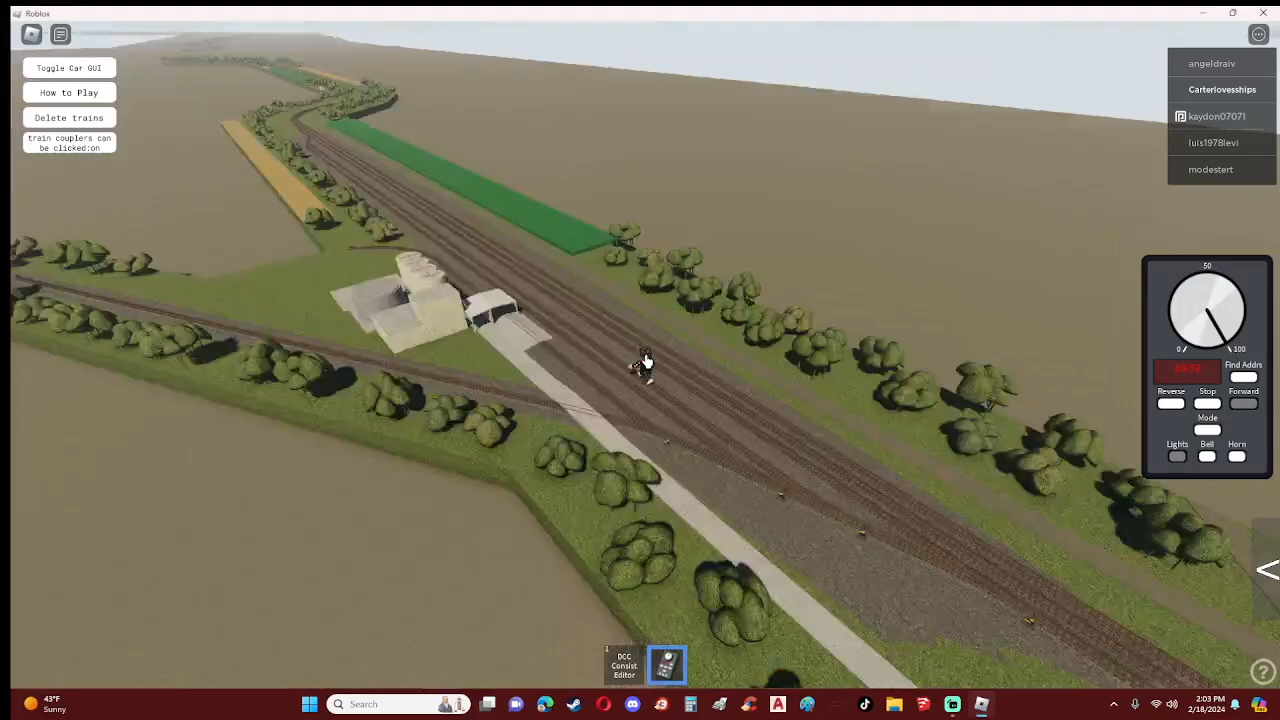 Roblox
Toggle Car GUI
How to Play
Delete trains
train couplers can
be clicked:on
angeldraiv
Carterlovesships
kaydon07071
luis1978levi
modestert
50
0
100
6939
Find Addrs
Reverse
Stop
Forward
Mode
Lights
Bell
Horn
<
1
DCC
Consist
Editor
?
43°F
Sunny
Search
2:03 PM
2/18/2024